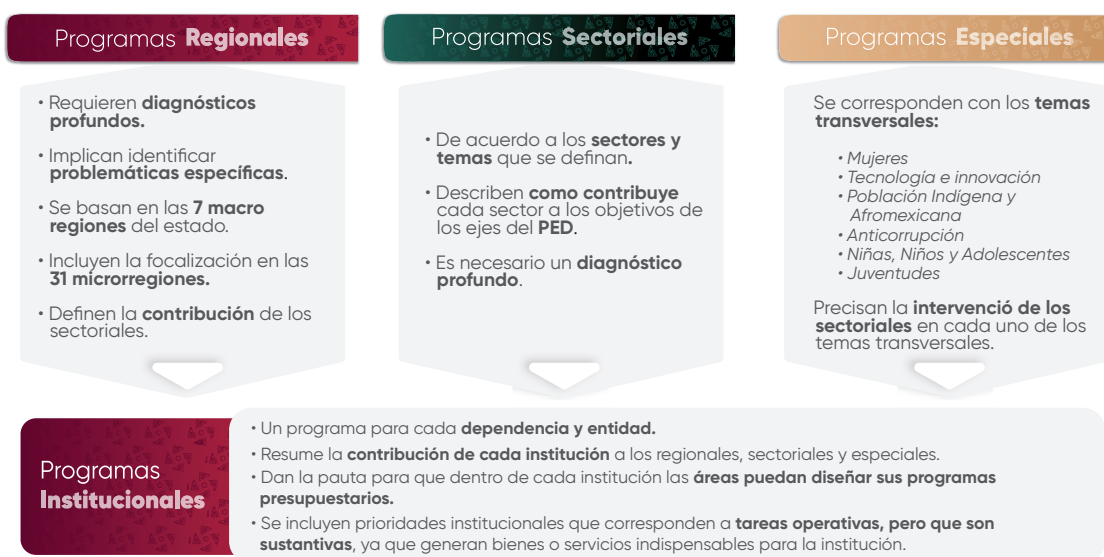 Programas Regionales
• Requieren diagnósticos
profundos.
• Implican identificar
problemáticas específicas.
• Se basan en las 7 macro
regiones del estado.
• Incluyen la focalización en las
31 microrregiones.
• Definen la contribución de los
sectoriales.
Programas Sectoriales
• De acuerdo a los sectores y
temas que se definan.
• Describen como contribuye
cada sector a los objetivos de
los ejes del PED.
• Es necesario un diagnóstico
profundo.
Programas Especiales
Se corresponden con los temas
transversales:
• Mujeres
• Tecnología e innovación
• Población Indígena y
Afromexicana
• Anticorrupción
• Niñas, Niños y Adolescentes
• Juventudes
Precisan la intervenció de los
sectoriales en cada uno de los
temas transversales.
Programas
Institucionales
• Un programa para cada dependencia y entidad.
• Resume la contribución de cada institución a los regionales, sectoriales y especiales.
• Dan la pauta para que dentro de cada institución las áreas puedan diseñar sus programas
presupuestarios.
• Se incluyen prioridades institucionales que corresponden a tareas operativas, pero que son
sustantivas, ya que generan bienes o servicios indispensables para la institución.